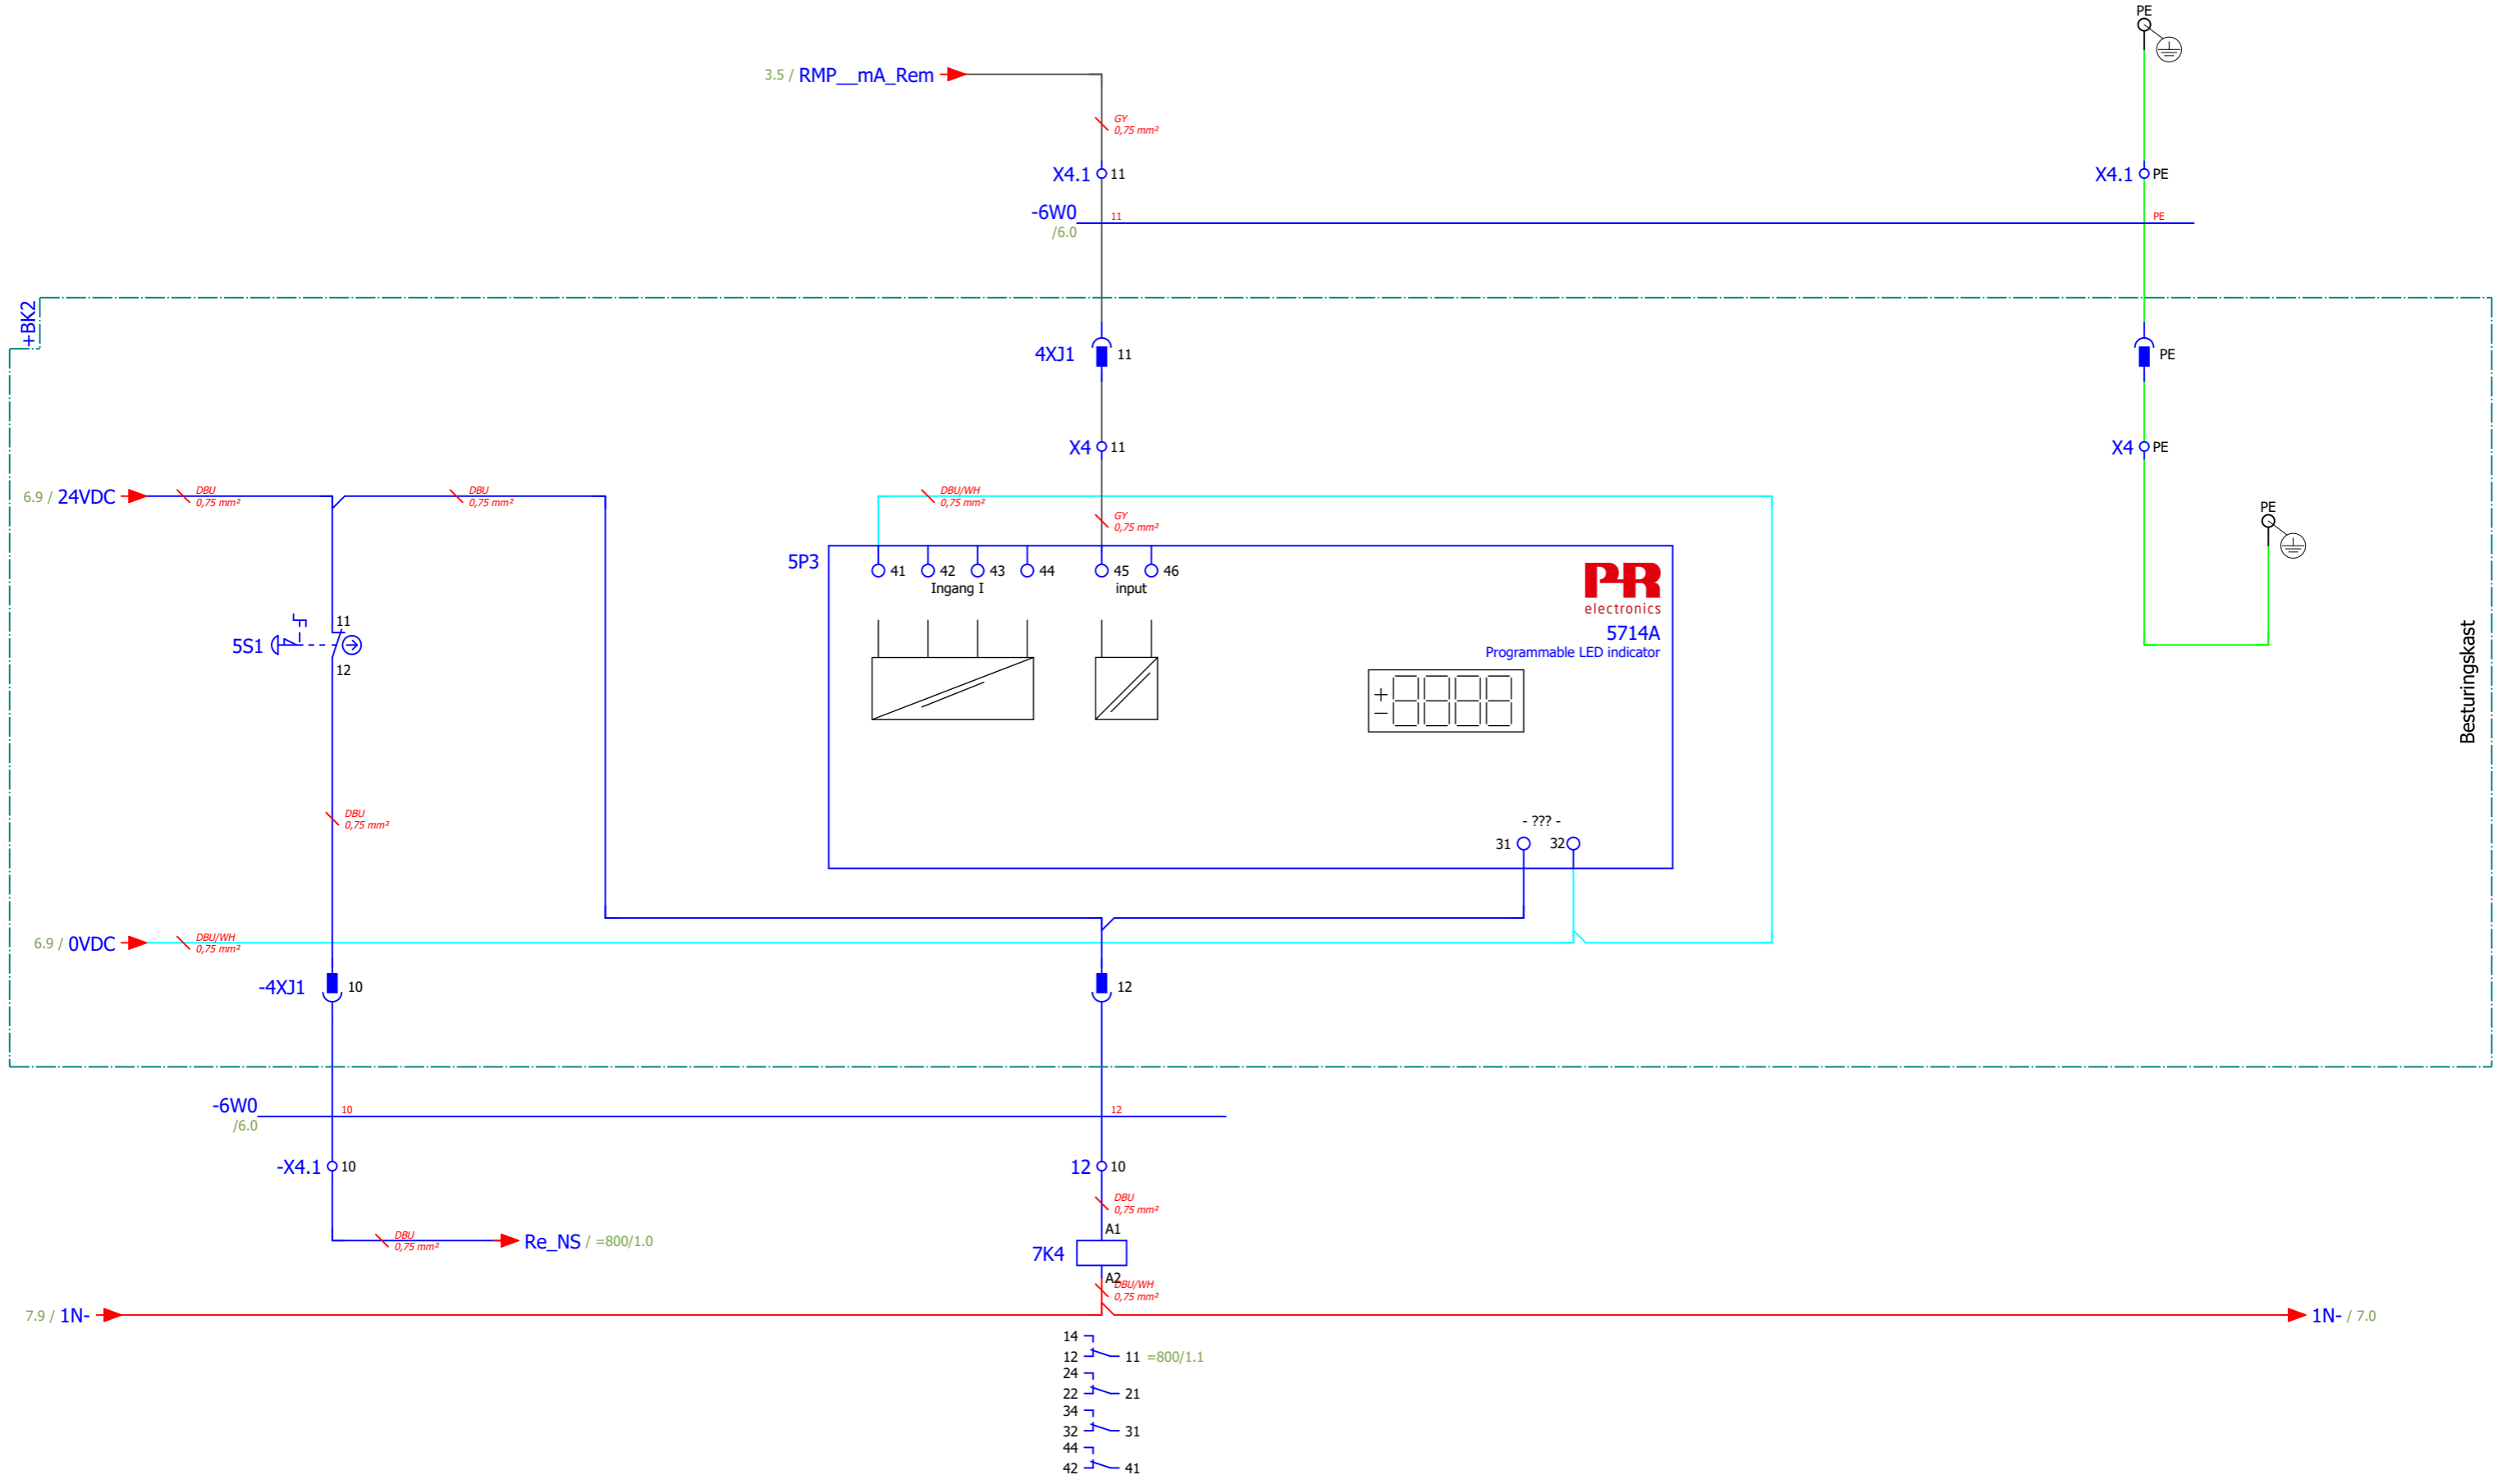 PE
3.5 / RMP__mA_Rem
GY
0,75 mm²
X4.1 11
X4.1 PE
-6W0 11 PE
/6.0
+BK2
4XJ1 11
PE
X4 11
X4 PE
6.9 / 24VDC
DBU
0,75 mm²
DBU
0,75 mm²
DBU/WH
0,75 mm²
GY
0,75 mm²
PE
5P3
41 42 43 44 45 46
Ingang I input
PR
electronics
5714A
Programmable LED indicator
11
5S1
12
+
-
Besturingskast
DBU
0,75 mm²
- ??? -
31 32
6.9 / 0VDC
DBU/WH
0,75 mm²
-4XJ1 10
12
-6W0 10 12
/6.0
-X4.1 10
12 10
DBU
0,75 mm²
A1
DBU
0,75 mm²
Re_NS / =800/1.0
7K4
A2
DBU/WH
0,75 mm²
7.9 / 1N-
1N- / 7.0
14
12 11 =800/1.1
24
22 21
34
32 31
44
42 41